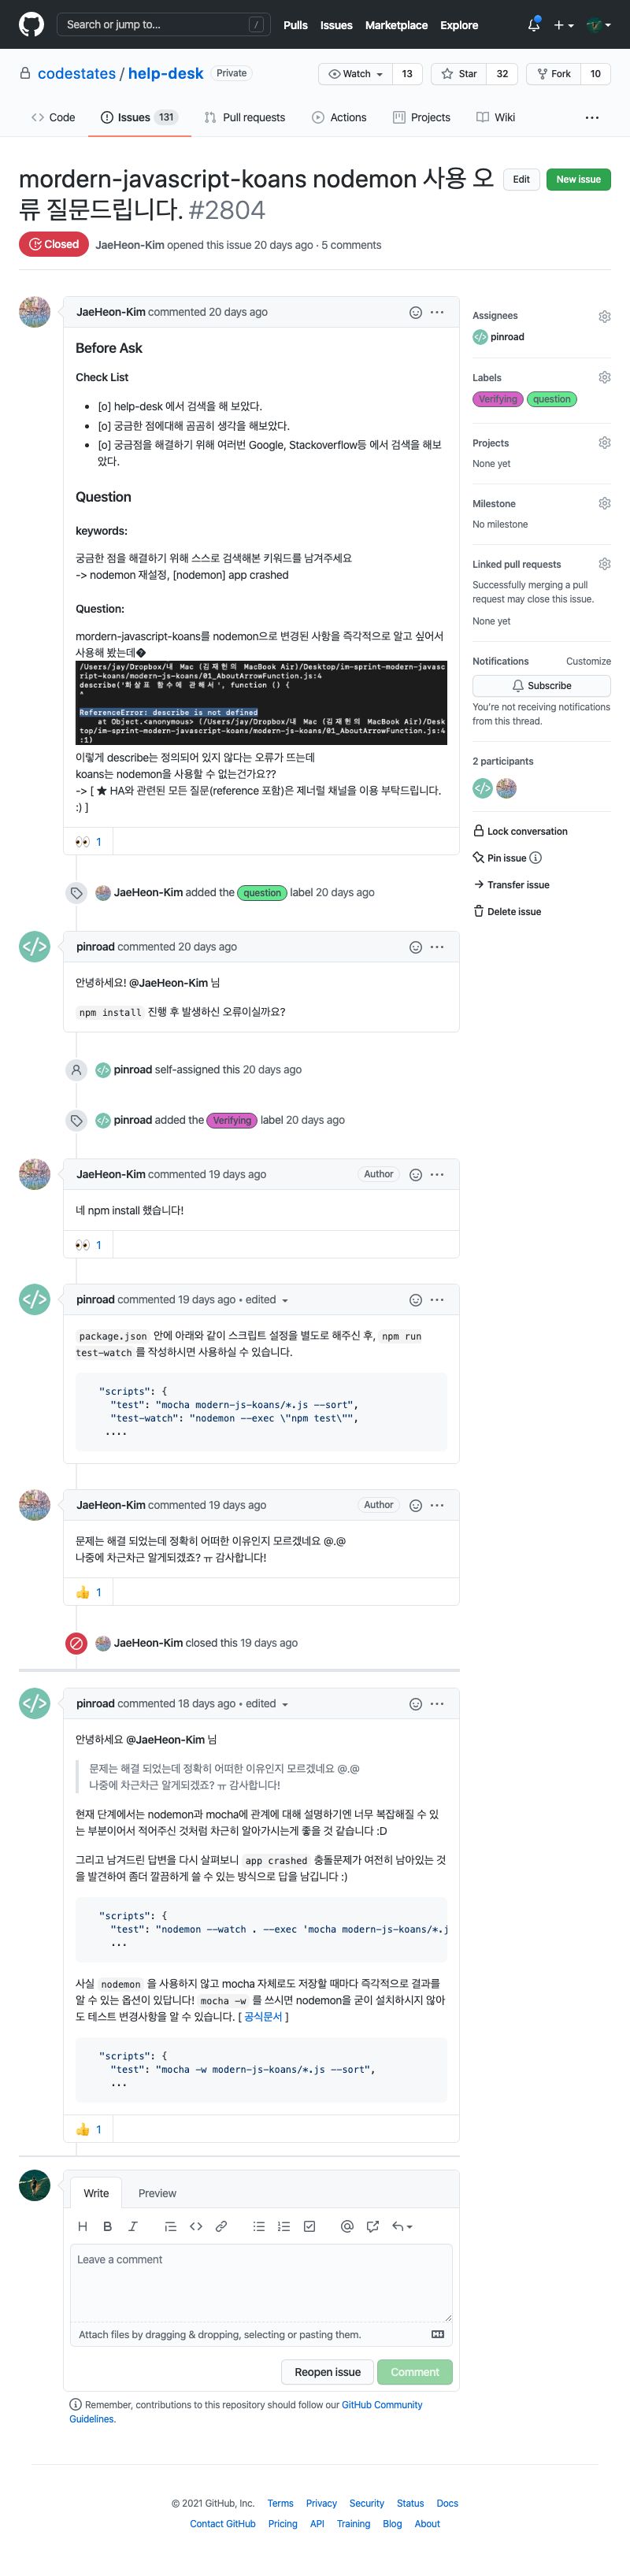 Search or jump to...
/
Pulls Issues Marketplace Explore
codestates / help-desk Private
Watch 13
Star 32
Fork 10
Code
Issues 131
Pull requests
Actions
Projects
Wiki
mordern-javascript-koans nodemon 사용 오
류 질문드립니다. #2804
Edit
New issue
Closed
JaeHeon-Kim opened this issue 20 days ago · 5 comments
JaeHeon-Kim commented 20 days ago
Before Ask
Check List
• [o] help-desk 에서 검색을 해 보았다.
• [o] 궁금한 점에대해 곰곰히 생각을 해보았다.
• [o] 궁금점을 해결하기 위해 여러번 Google, Stackoverflow등 에서 검색을 해보
았다.
Question
keywords:
궁금한 점을 해결하기 위해 스스로 검색해본 키워드를 남겨주세요
-> nodemon 재설정, [nodemon] app crashed
Question:
mordern-javascript-koans를 nodemon으로 변경된 사항을 즉각적으로 알고 싶어서
사용해 봤는데�
/Users/jay/Dropbox/내 Mac (김재헌의 MacBook Air)/Desktop/im-sprint-modern-javasc
ript-koans/modern-js-koans/01_AboutArrowFunction.js:4
describe('화살표 함수에 관해서', function () {
^
ReferenceError: describe is not defined
at Object.<anonymous> (/Users/jay/Dropbox/내 Mac (김재헌의 MacBook Air)/Desk
top/im-sprint-modern-javascript-koans/modern-js-koans/01_AboutArrowFunction.js:4
:1)
이렇게 describe는 정의되어 있지 않다는 오류가 뜨는데
koans는 nodemon을 사용할 수 없는건가요??
-> [ ★ HA와 관련된 모든 질문(reference 포함)은 제너럴 채널을 이용 부탁드립니다.
:) ]
👀 1
JaeHeon-Kim added the question label 20 days ago
pinroad commented 20 days ago
안녕하세요! @JaeHeon-Kim 님
npm install 진행 후 발생하신 오류이실까요?
pinroad self-assigned this 20 days ago
pinroad added the Verifying label 20 days ago
JaeHeon-Kim commented 19 days ago
Author
네 npm install 했습니다!
👀 1
pinroad commented 19 days ago • edited
package.json 안에 아래와 같이 스크립트 설정을 별도로 해주신 후, npm run
test-watch 를 작성하시면 사용하실 수 있습니다.
"scripts": {
"test": "mocha modern-js-koans/*.js --sort",
"test-watch": "nodemon --exec \"npm test\"",
....
JaeHeon-Kim commented 19 days ago
Author
문제는 해결 되었는데 정확히 어떠한 이유인지 모르겠네요 @.@
나중에 차근차근 알게되겠죠? ㅠ 감사합니다!
👍 1
JaeHeon-Kim closed this 19 days ago
pinroad commented 18 days ago • edited
안녕하세요 @JaeHeon-Kim 님
문제는 해결 되었는데 정확히 어떠한 이유인지 모르겠네요 @.@
나중에 차근차근 알게되겠죠? ㅠ 감사합니다!
현재 단계에서는 nodemon과 mocha에 관계에 대해 설명하기엔 너무 복잡해질 수 있
는 부분이어서 적어주신 것처럼 차근히 알아가시는게 좋을 것 같습니다 :D
그리고 남겨드린 답변을 다시 살펴보니 app crashed 충돌문제가 여전히 남아있는 것
을 발견하여 좀더 깔끔하게 쓸 수 있는 방식으로 답을 남깁니다 :)
"scripts": {
"test": "nodemon --watch . --exec 'mocha modern-js-koans/*.j
...
사실 nodemon 을 사용하지 않고 mocha 자체로도 저장할 때마다 즉각적으로 결과를
알 수 있는 옵션이 있답니다! mocha -w 를 쓰시면 nodemon을 굳이 설치하시지 않아
도 테스트 변경사항을 알 수 있습니다. [ 공식문서 ]
"scripts": {
"test": "mocha -w modern-js-koans/*.js --sort",
...
👍 1
Write
Preview
Leave a comment
Attach files by dragging & dropping, selecting or pasting them.
Reopen issue
Comment
Remember, contributions to this repository should follow our GitHub Community
Guidelines.
Assignees
pinroad
Labels
Verifying question
Projects
None yet
Milestone
No milestone
Linked pull requests
Successfully merging a pull
request may close this issue.
None yet
Notifications
Customize
Subscribe
You're not receiving notifications
from this thread.
2 participants
Lock conversation
Pin issue
Transfer issue
Delete issue
© 2021 GitHub, Inc. Terms Privacy Security Status Docs
Contact GitHub Pricing API Training Blog About